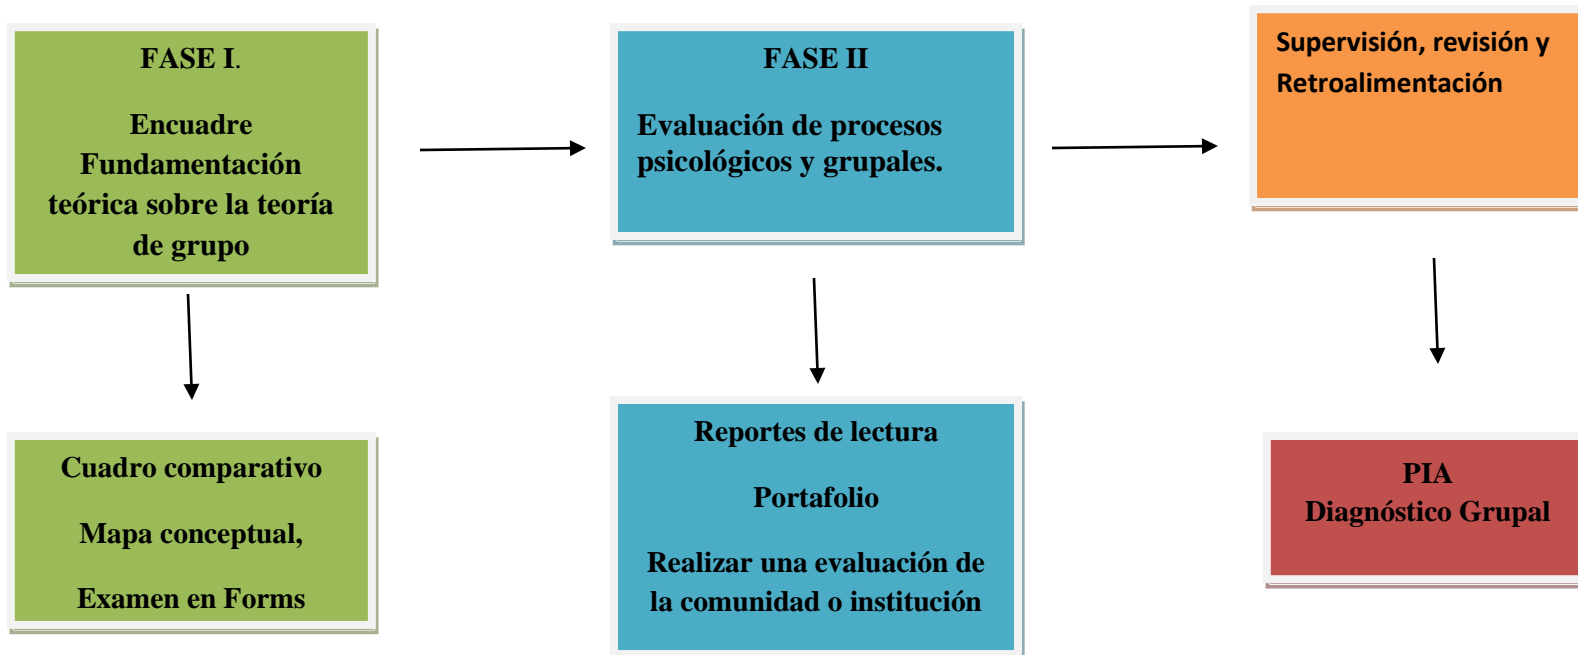 FASE I.
Encuadre
Fundamentación
teórica sobre la teoría
de grupo
FASE II
Evaluación de procesos
psicológicos y grupales.
Supervisión, revisión y
Retroalimentación
Cuadro comparativo
Mapa conceptual,
Examen en Forms
Reportes de lectura
Portafolio
Realizar una evaluación de
la comunidad o institución
PIA
Diagnóstico Grupal